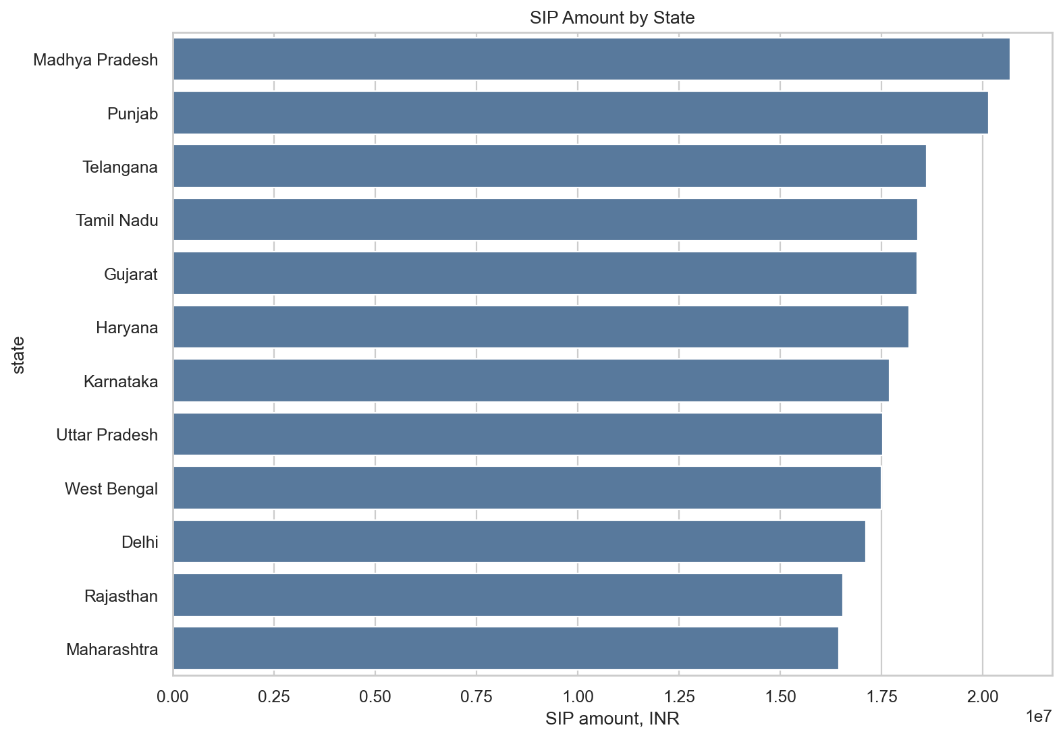 SIP Amount by State
Madhya Pradesh
Punjab
Telangana
Tamil Nadu
Gujarat
Haryana
Karnataka
Uttar Pradesh
West Bengal
Delhi
Rajasthan
Maharashtra
state
0.00 0.25 0.50 0.75 1.00 1.25 1.50 1.75 2.00
1e7
SIP amount, INR